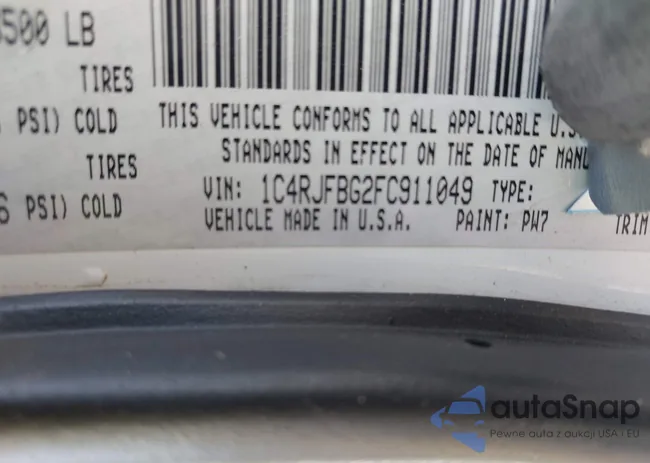 500 LB
TIRES
PSI) COLD
TIRES
PSI) COLD
THIS VEHICLE CONFORMS TO ALL APPLICABLE U.S
STANDARDS IN EFFECT ON THE DATE OF MANU
VIN: 1C4RJFBG2FC911049 TYPE:
VEHICLE MADE IN U.S.A. PAINT: PW7 TRIM
autaSnap
Pewne auta z aukcji USA i EU